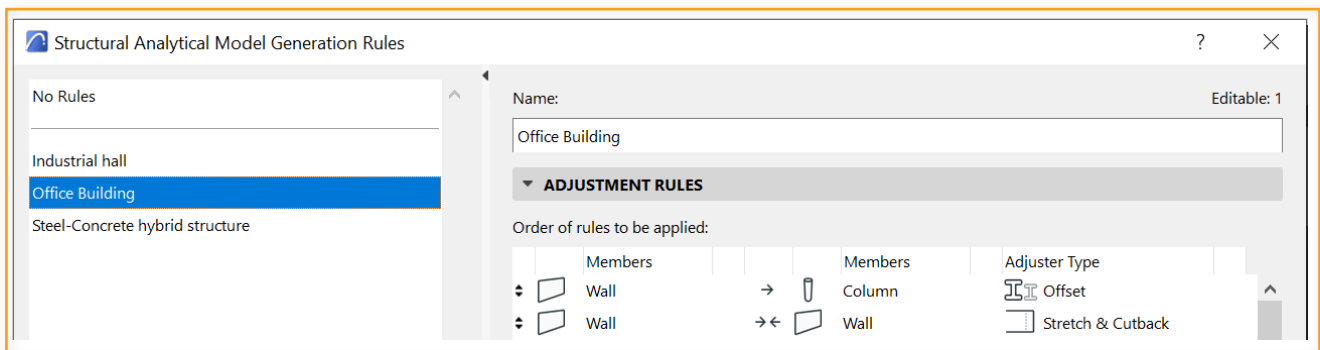 Structural Analytical Model Generation Rules
?
No Rules
Industrial hall
Office Building
Steel-Concrete hybrid structure
Name:
Editable: 1
Office Building
ADJUSTMENT RULES
Order of rules to be applied:
Members Members Adjuster Type
Wall Column Offset
Wall Wall Stretch & Cutback